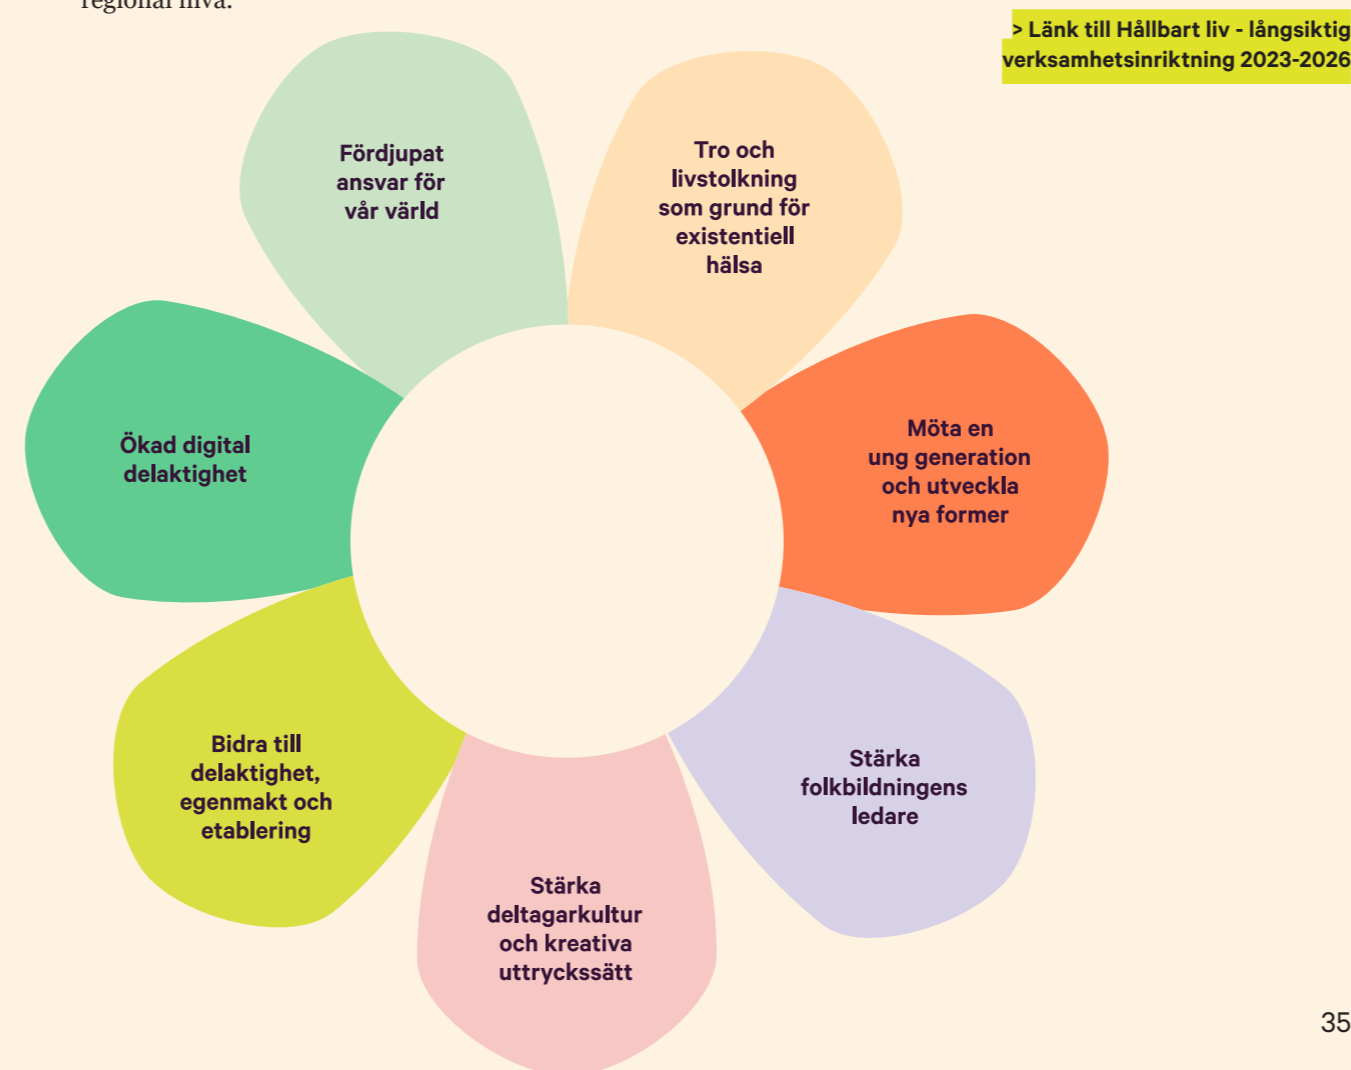 regional nivå.
> Länk till Hållbart liv - långsiktig
verksamhetsinriktning 2023-2026
Fördjupat
ansvar för
vår värld
Tro och
livstolkning
som grund för
existentiell
hälsa
Ökad digital
delaktighet
Möta en
ung generation
och utveckla
nya former
Bidra till
delaktighet,
egenmakt och
etablering
Stärka
folkbildningens
ledare
Stärka
deltagarkultur
och kreativa
uttryckssätt
35